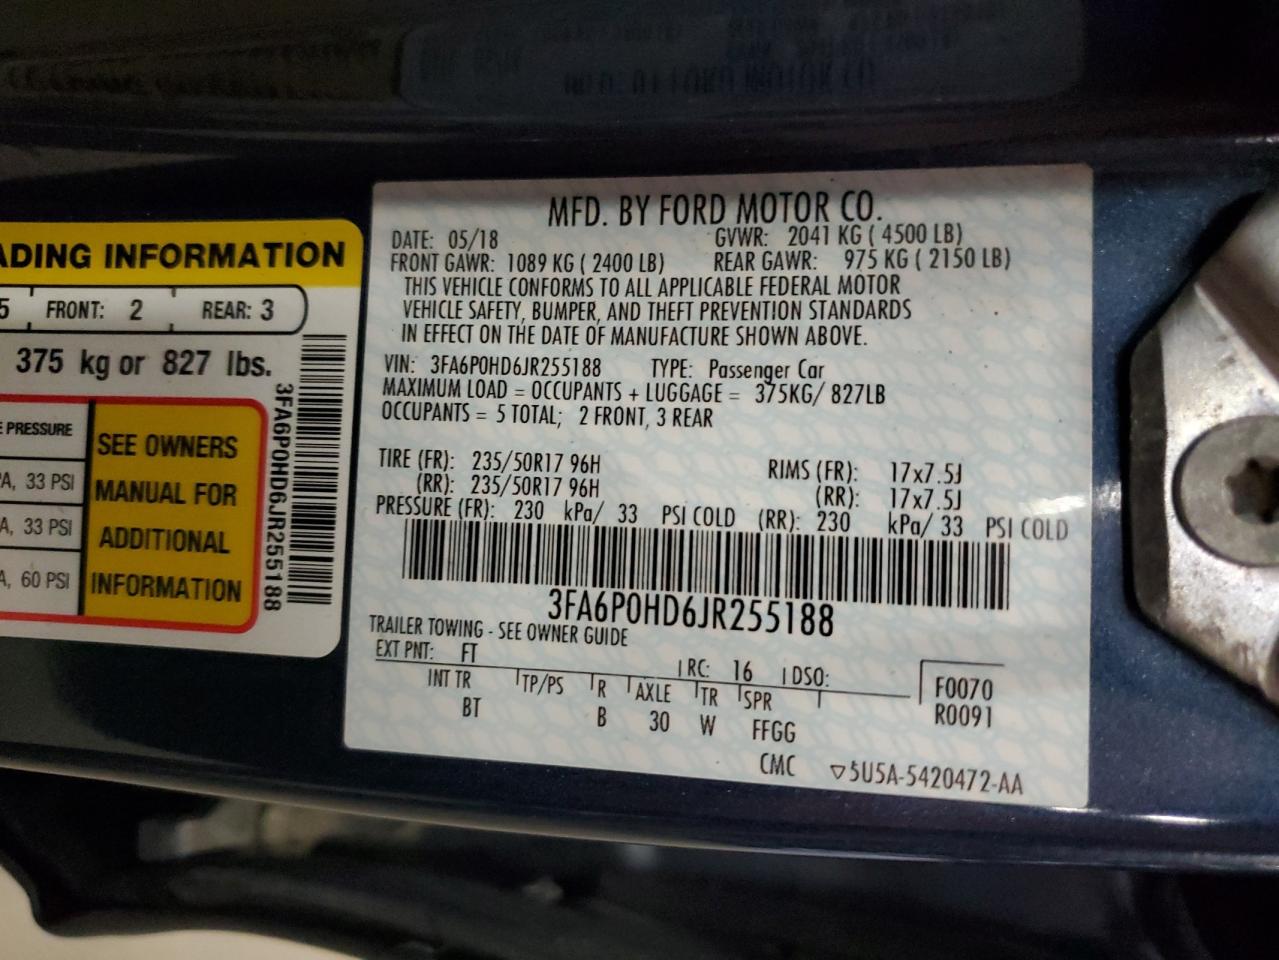 ADING INFORMATION
5 FRONT: 2 REAR: 3
375 kg or 827 lbs.
E PRESSURE
PA, 33 PSI
A, 33 PSI
A, 60 PSI
SEE OWNERS
MANUAL FOR
ADDITIONAL
INFORMATION
3FA6P0HD6JR255188
MFD. BY FORD MOTOR CO.
DATE: 05/18 GVWR: 2041 KG ( 4500 LB)
FRONT GAWR: 1089 KG ( 2400 LB) REAR GAWR: 975 KG ( 2150 LB)
THIS VEHICLE CONFORMS TO ALL APPLICABLE FEDERAL MOTOR
VEHICLE SAFETY, BUMPER, AND THEFT PREVENTION STANDARDS
IN EFFECT ON THE DATE OF MANUFACTURE SHOWN ABOVE.
VIN: 3FA6P0HD6JR255188 TYPE: Passenger Car
MAXIMUM LOAD = OCCUPANTS + LUGGAGE = 375KG/ 827LB
OCCUPANTS = 5 TOTAL; 2 FRONT, 3 REAR
TIRE (FR): 235/50R17 96H RIMS (FR): 17x7.5J
(RR): 235/50R17 96H (RR): 17x7.5J
PRESSURE (FR): 230 kPa/ 33 PSI COLD (RR): 230 kPa/ 33 PSI COLD
3FA6P0HD6JR255188
TRAILER TOWING - SEE OWNER GUIDE
EXT PNT: FT RC: 16 DSO:
INT TR TP/PS R AXLE TR SPR
BT B 30 W FFGG
F0070
R0091
CMC ▽5U5A-5420472-AA